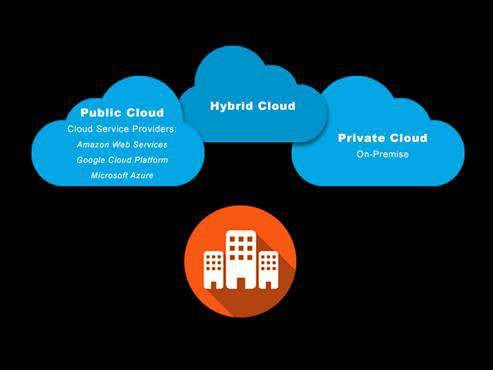 Public Cloud
Cloud Service Providers:
Amazon Web Services
Google Cloud Platform
Microsoft Azure
Hybrid Cloud
Private Cloud
On-Premise